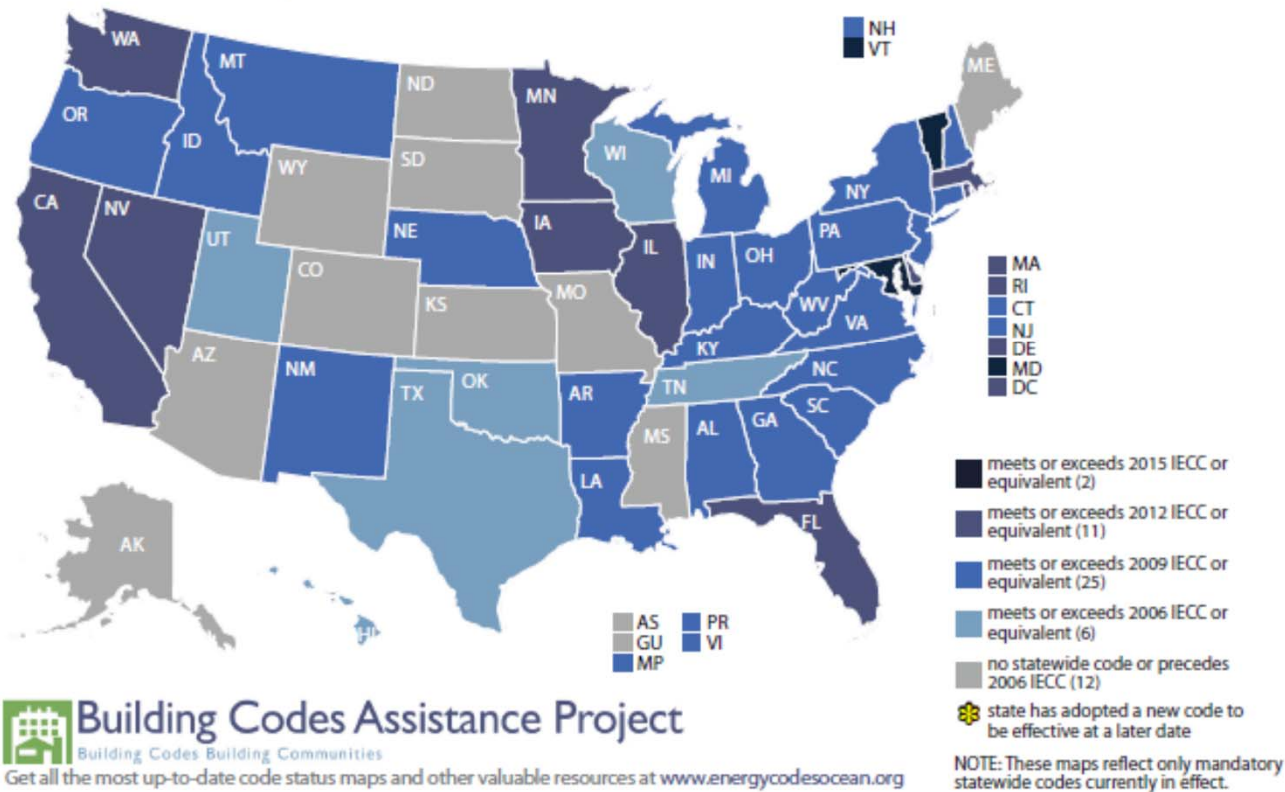 WA
MT
ND
MN
ME
NH
VT
OR
ID
WY
SD
WI
MI
NY
CA
NV
UT
CO
NE
IA
IL
IN
OH
PA
KS
MO
WV
VA
KY
MA
RI
CT
NJ
DE
MD
DC
AZ
NM
TX
OK
AR
TN
NC
SC
MS
AL
GA
LA
FL
AK
HI
AS
GU
MP
PR
VI
meets or exceeds 2015 IECC or
equivalent (2)
meets or exceeds 2012 IECC or
equivalent (11)
meets or exceeds 2009 IECC or
equivalent (25)
meets or exceeds 2006 IECC or
equivalent (6)
no statewide code or precedes
2006 IECC (12)
state has adopted a new code to
be effective at a later date
NOTE: These maps reflect only mandatory
statewide codes currently in effect.
Building Codes Assistance Project
Building Codes Building Communities
Get all the most up-to-date code status maps and other valuable resources at www.energycodesocean.org